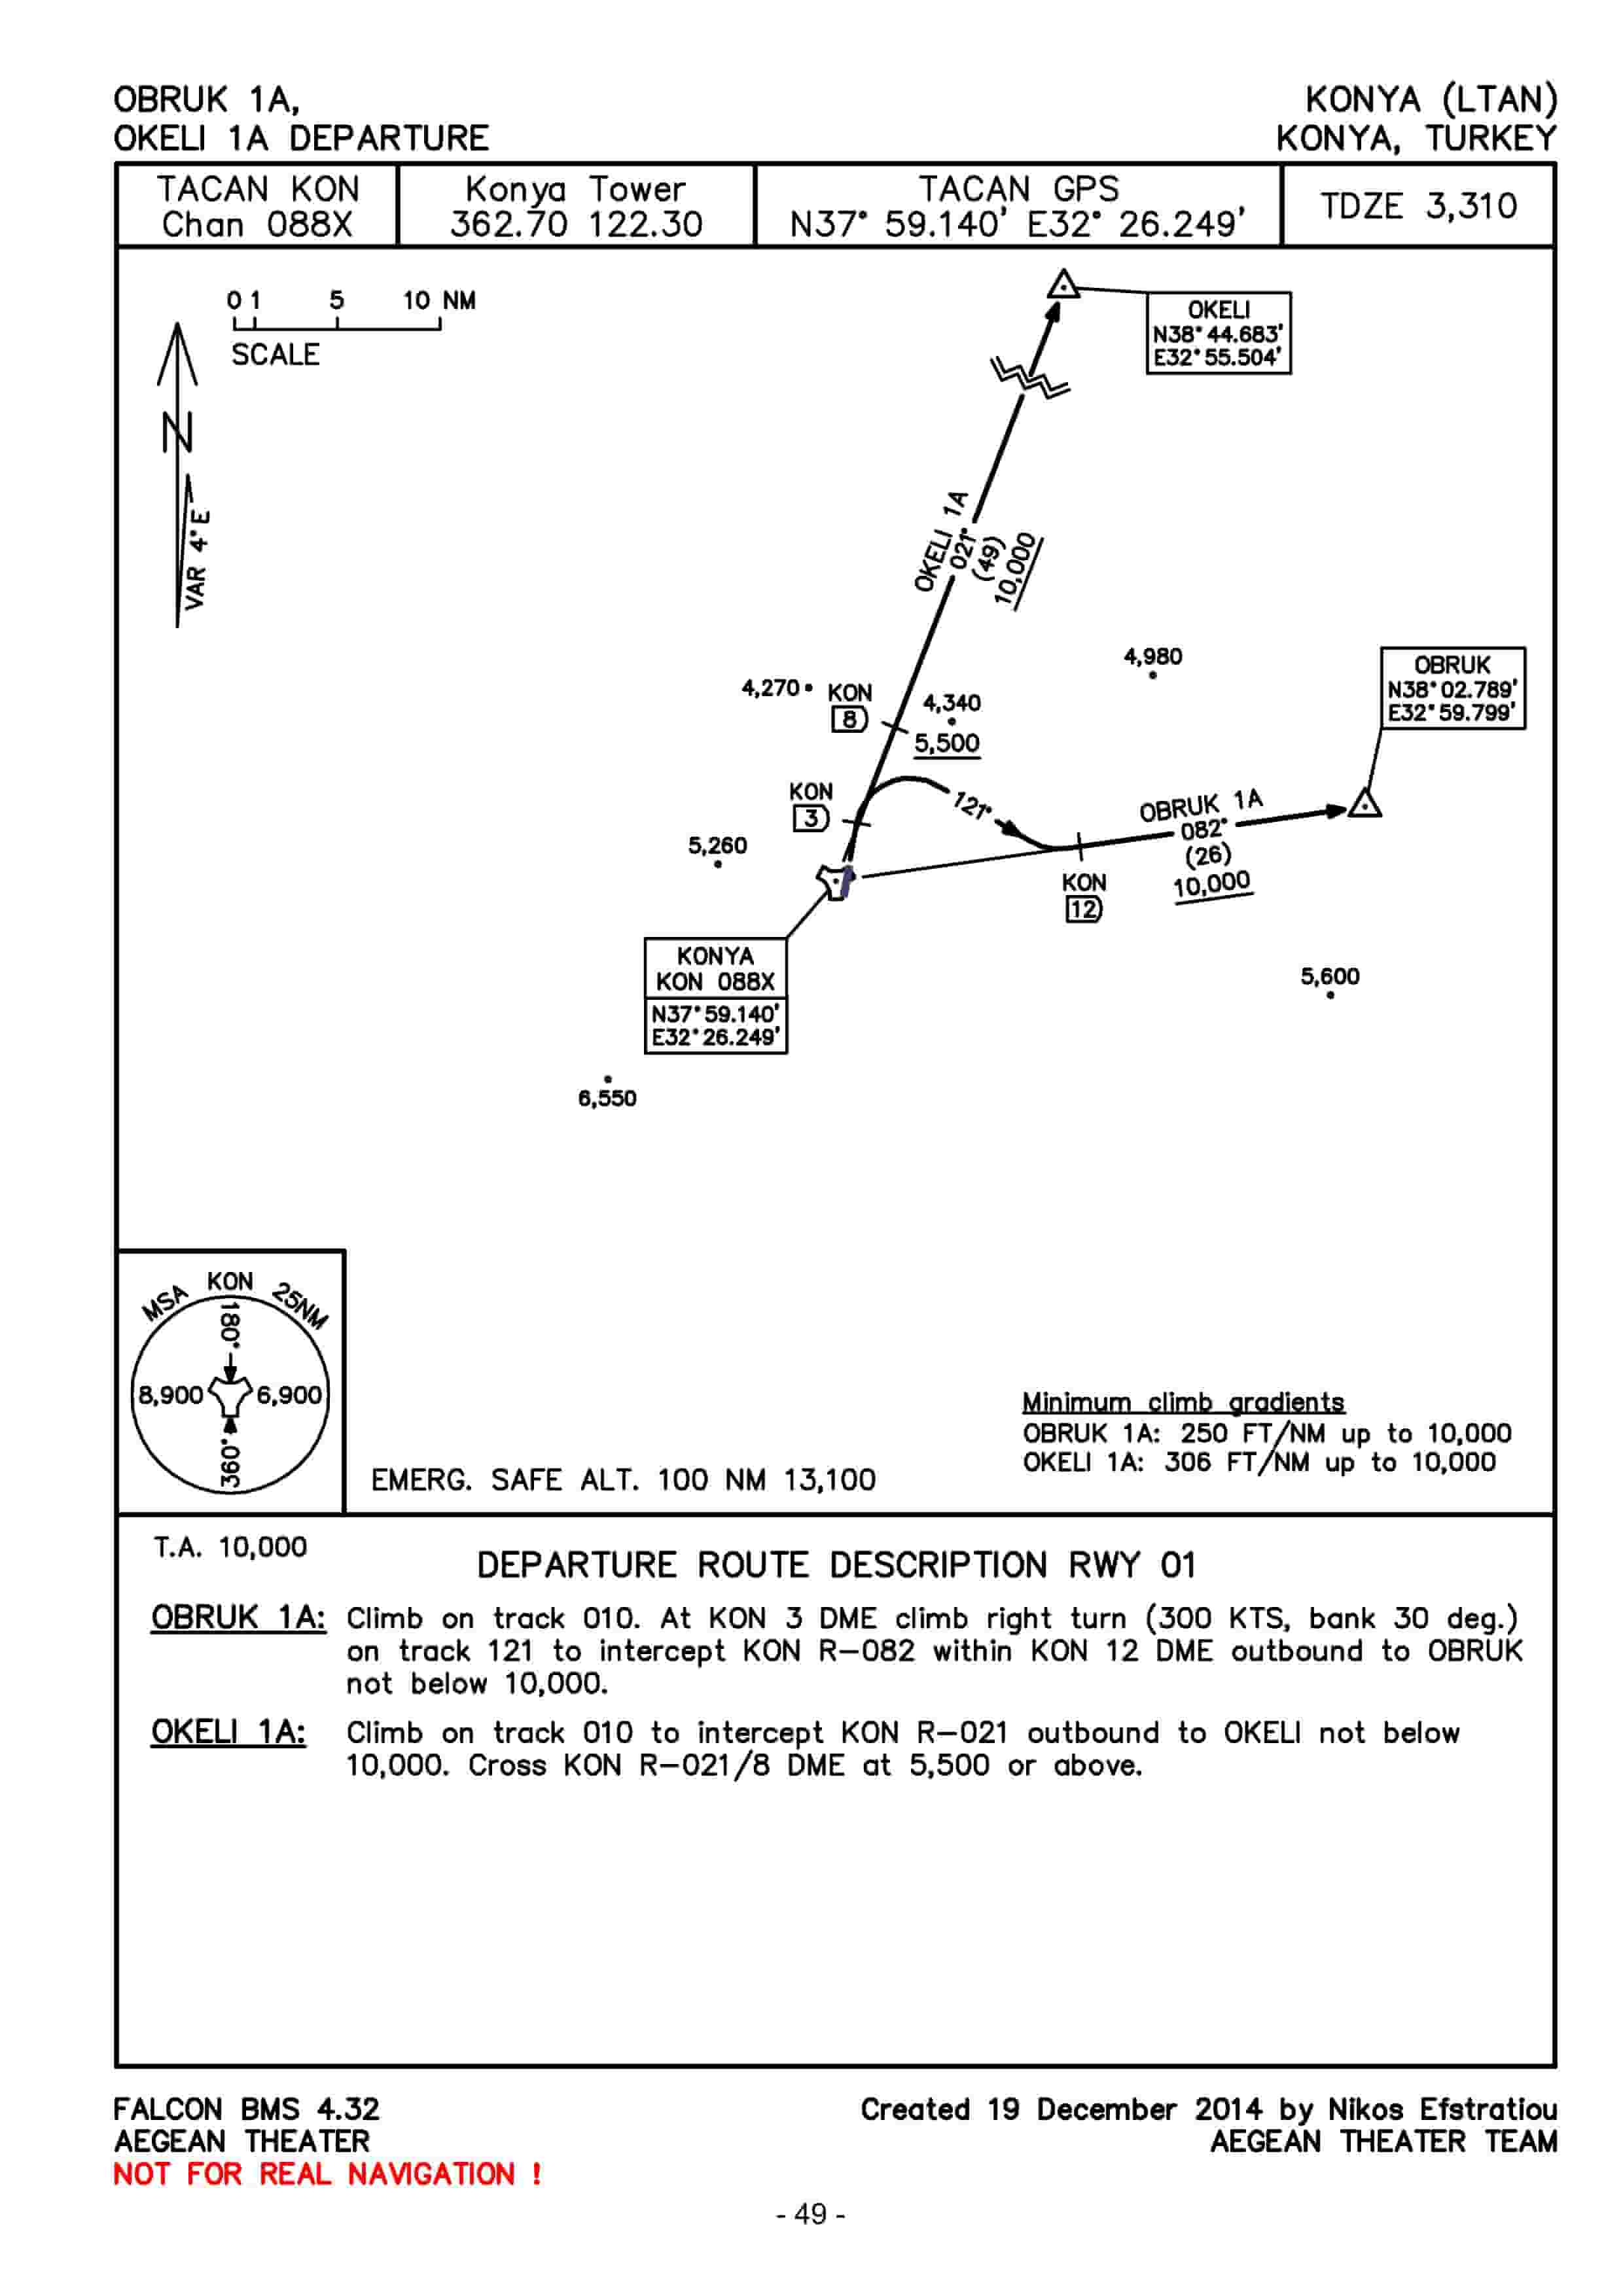 OBRUK 1A,
OKELI 1A DEPARTURE
KONYA (LTAN)
KONYA, TURKEY
TACAN KON
Chan 088X
Konya Tower
362.70 122.30
TACAN GPS
N37° 59.140' E32° 26.249'
TDZE 3,310
0 1 5 10 NM
SCALE
N
VAR 4°E
OKELI
N38° 44.683'
E32° 55.504'
OKELI 1A
021°
(49)
10,000
4,980
4,270
KON
8
4,340
5,500
OBRUK
N38° 02.789'
E32° 59.799'
KON
3
121°
OBRUK 1A
082°
(26)
10,000
5,260
KON
12
KONYA
KON 088X
N37° 59.140'
E32° 26.249'
5,600
6,550
MSA KON 25NM
180°
8,900 6,900
360°
EMERG. SAFE ALT. 100 NM 13,100
Minimum climb gradients
OBRUK 1A: 250 FT/NM up to 10,000
OKELI 1A: 306 FT/NM up to 10,000
T.A. 10,000
DEPARTURE ROUTE DESCRIPTION RWY 01
OBRUK 1A: Climb on track 010. At KON 3 DME climb right turn (300 KTS, bank 30 deg.)
on track 121 to intercept KON R-082 within KON 12 DME outbound to OBRUK
not below 10,000.
OKELI 1A: Climb on track 010 to intercept KON R-021 outbound to OKELI not below
10,000. Cross KON R-021/8 DME at 5,500 or above.
FALCON BMS 4.32
AEGEAN THEATER
NOT FOR REAL NAVIGATION !
Created 19 December 2014 by Nikos Efstratiou
AEGEAN THEATER TEAM
- 49 -